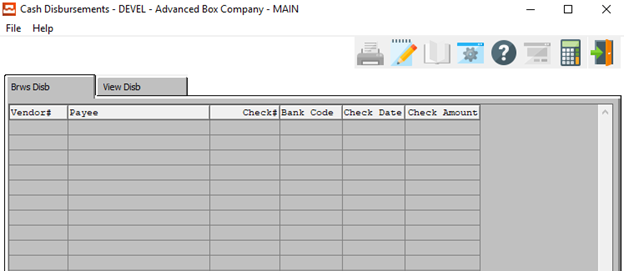 Cash Disbursements - DEVEL - Advanced Box Company - MAIN
File Help
Brws Disb View Disb
Vendor# Payee Check# Bank Code Check Date Check Amount